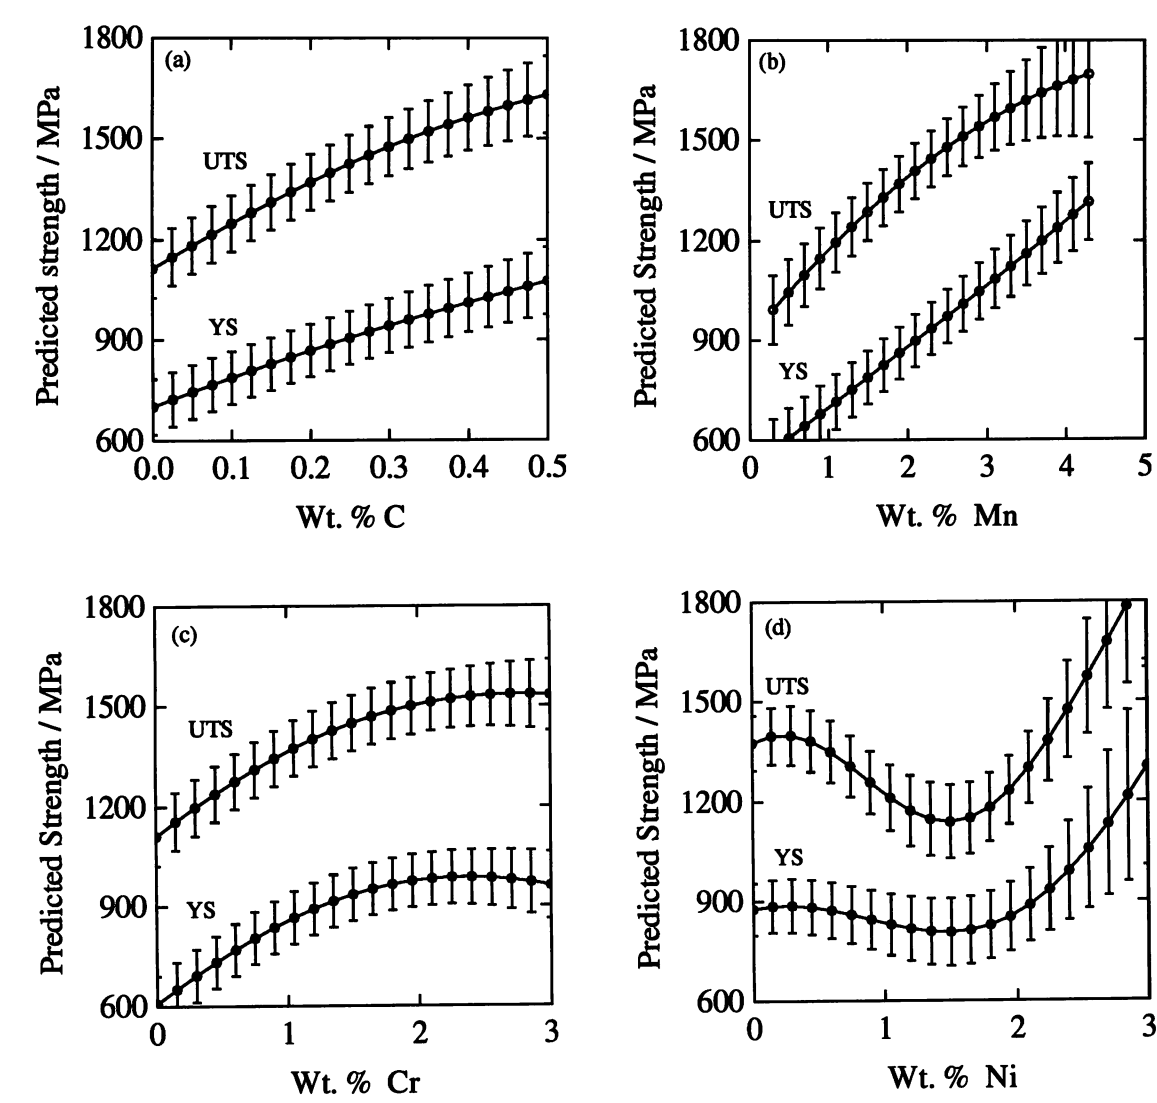 (a)
1800
1500
1200
900
600
Predicted strength / MPa
UTS
YS
0.0 0.1 0.2 0.3 0.4 0.5
Wt. % C
(b)
1800
1500
1200
900
600
Predicted Strength / MPa
UTS
YS
0 1 2 3 4 5
Wt. % Mn
(c)
1800
1500
1200
900
600
Predicted Strength / MPa
UTS
YS
0 1 2 3
Wt. % Cr
(d)
1800
1500
1200
900
600
Predicted Strength / MPa
UTS
YS
0 1 2 3
Wt. % Ni